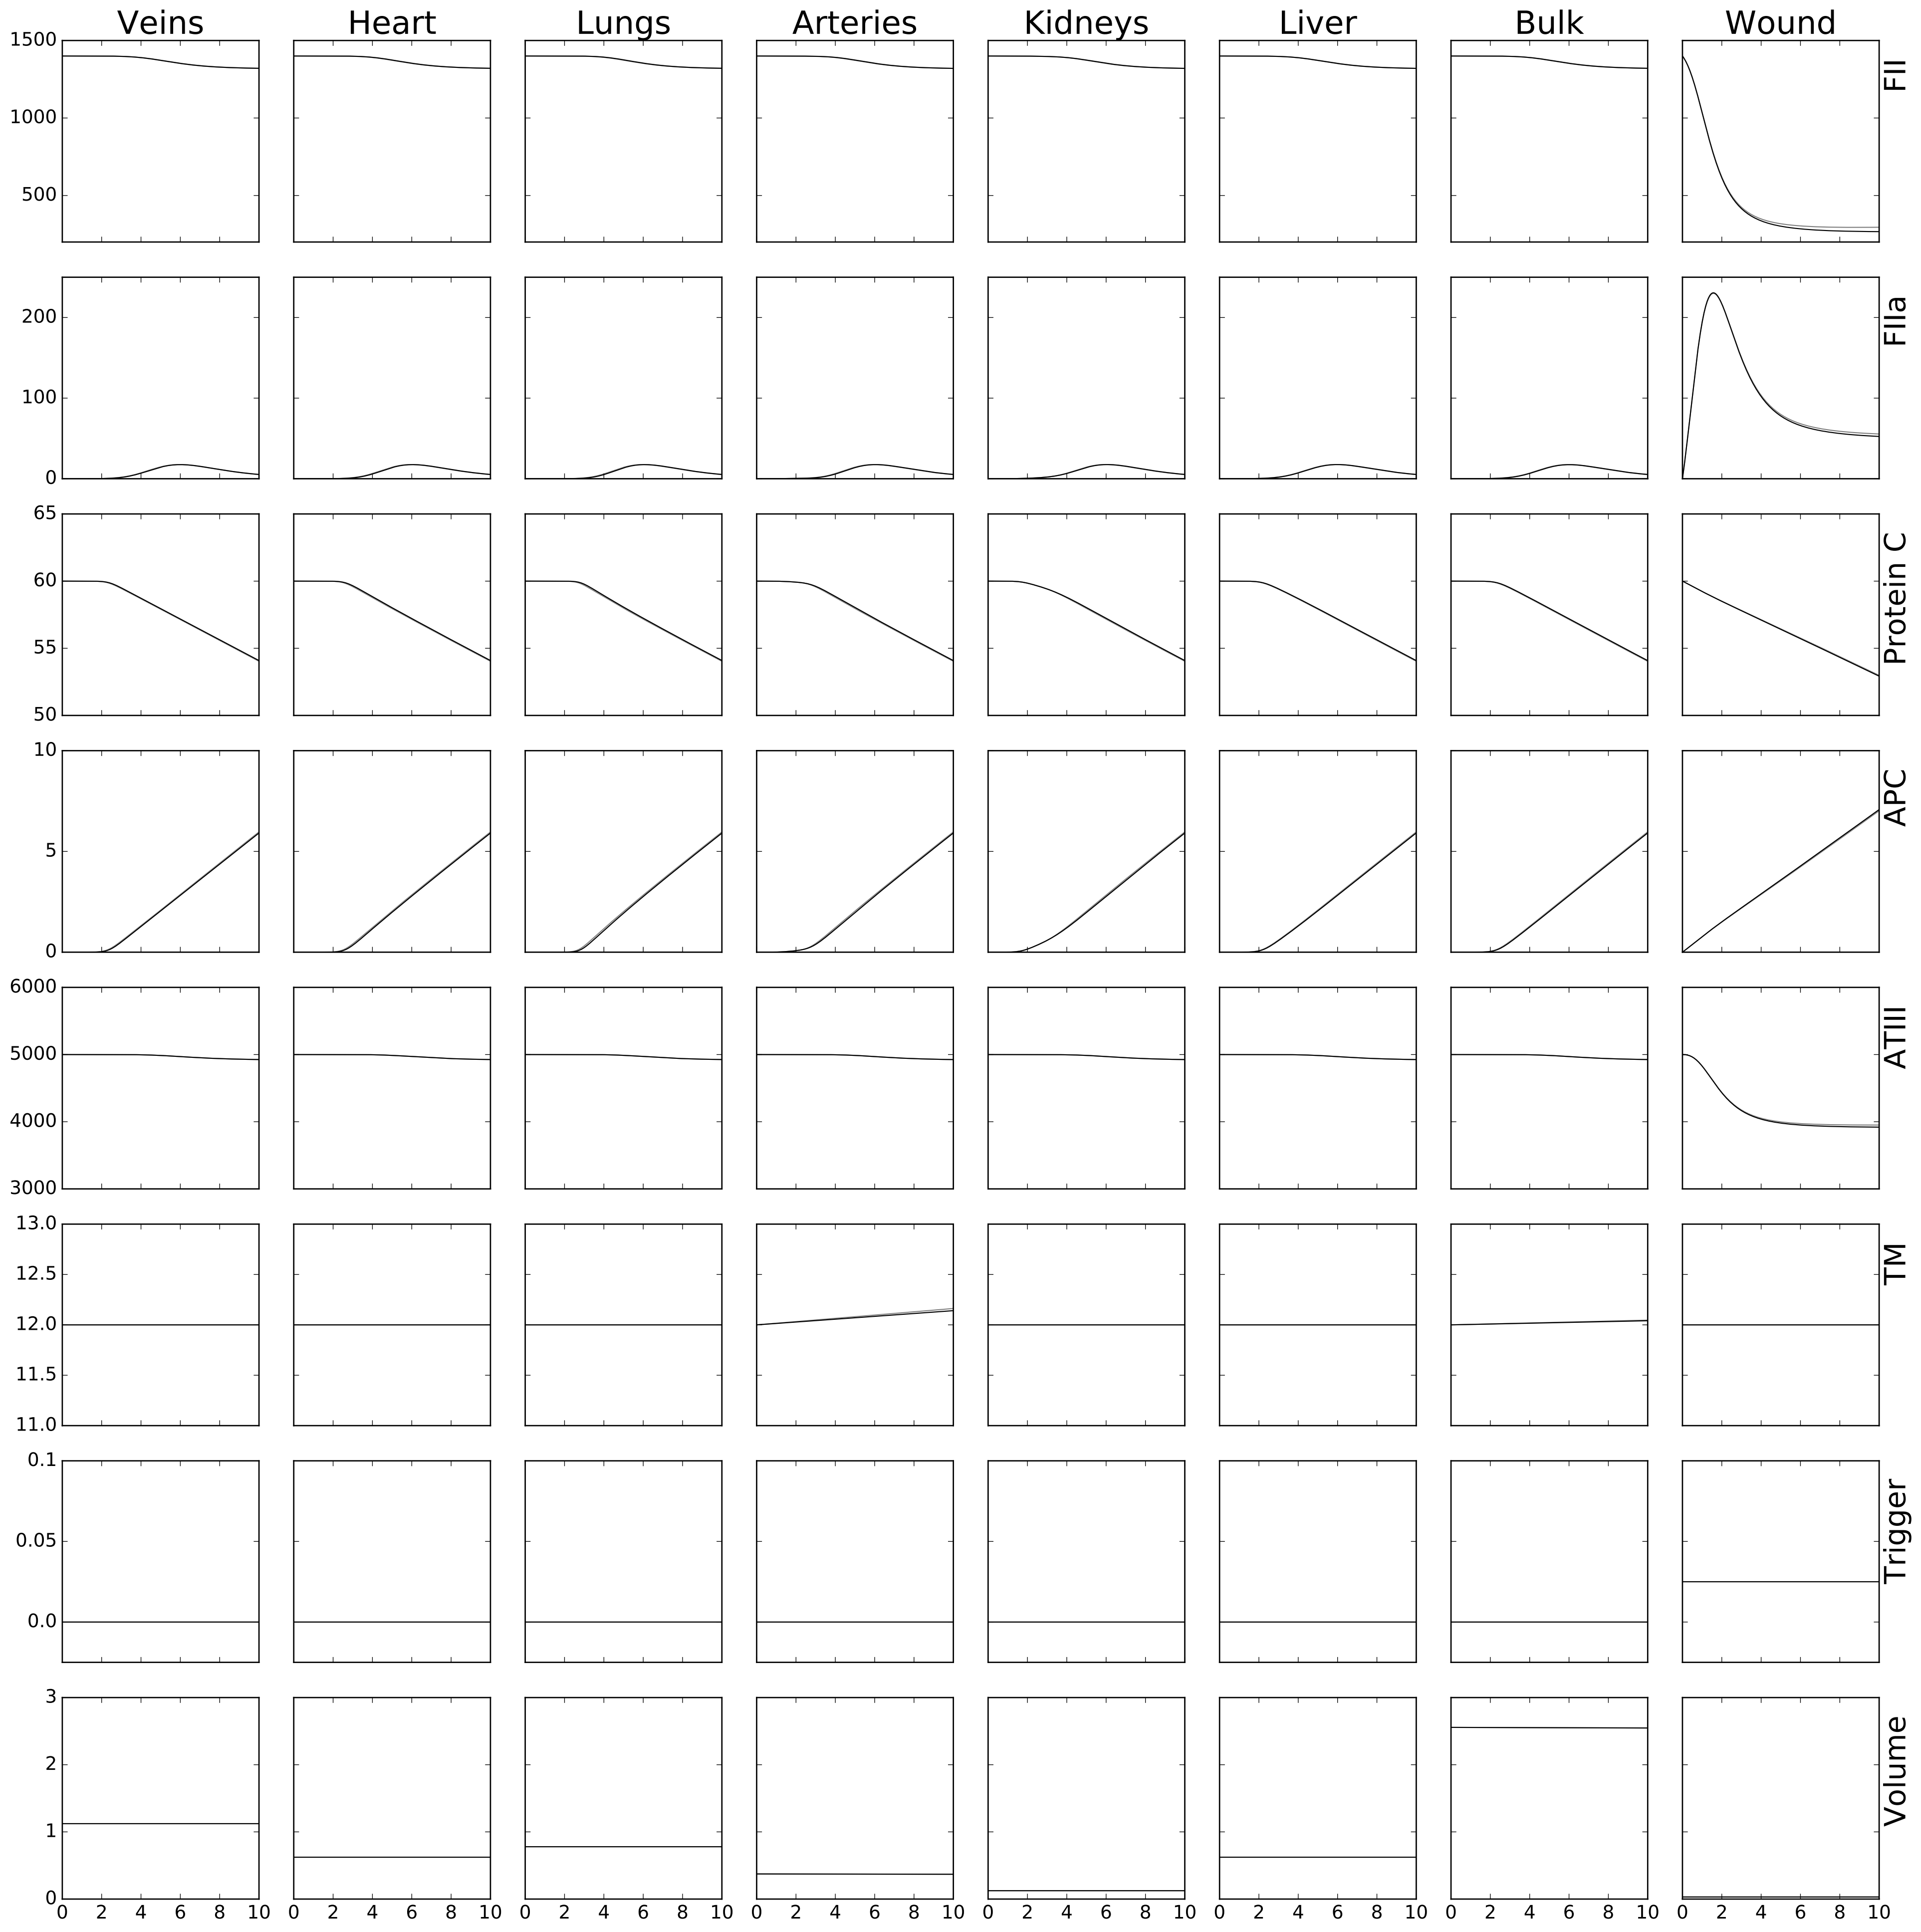 Veins Heart Lungs Arteries Kidneys Liver Bulk Wound
1500
1000
500
FII
200
100
0
FIIa
65
60
55
50
Protein C
10
5
0
APC
6000
5000
4000
3000
ATIII
13.0
12.5
12.0
11.5
11.0
TM
0.1
0.05
0.0
Trigger
3
2
1
0
Volume
0 2 4 6 8 10 0 2 4 6 8 10 0 2 4 6 8 10 0 2 4 6 8 10 0 2 4 6 8 10 0 2 4 6 8 10 0 2 4 6 8 10 0 2 4 6 8 10